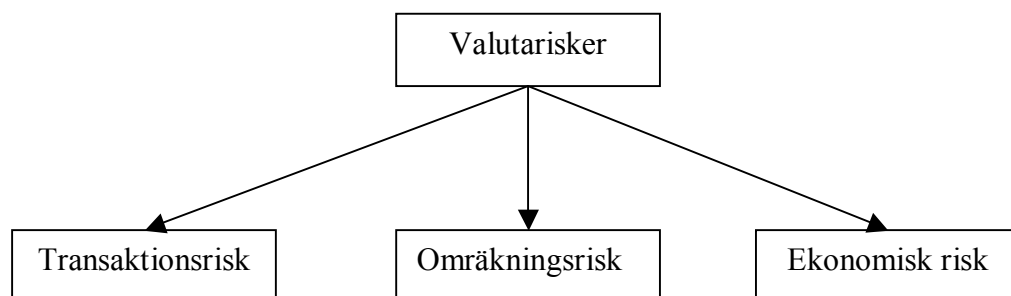 Valutarisker
Transaktionsrisk
Omräkningsrisk
Ekonomisk risk